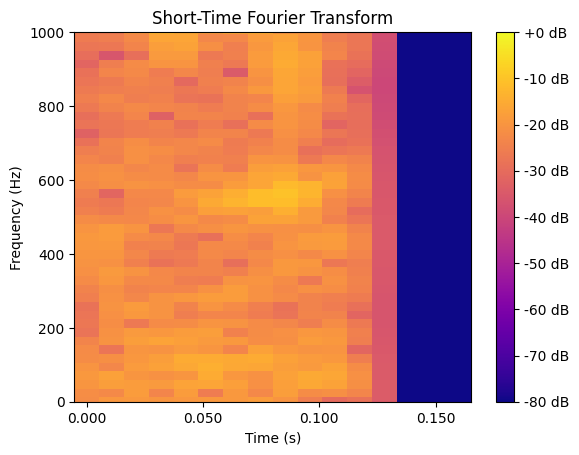 Short-Time Fourier Transform
1000
800
600
400
200
0
Frequency (Hz)
0.000
0.050
0.100
0.150
Time (s)
+0 dB
-10 dB
-20 dB
-30 dB
-40 dB
-50 dB
-60 dB
-70 dB
-80 dB